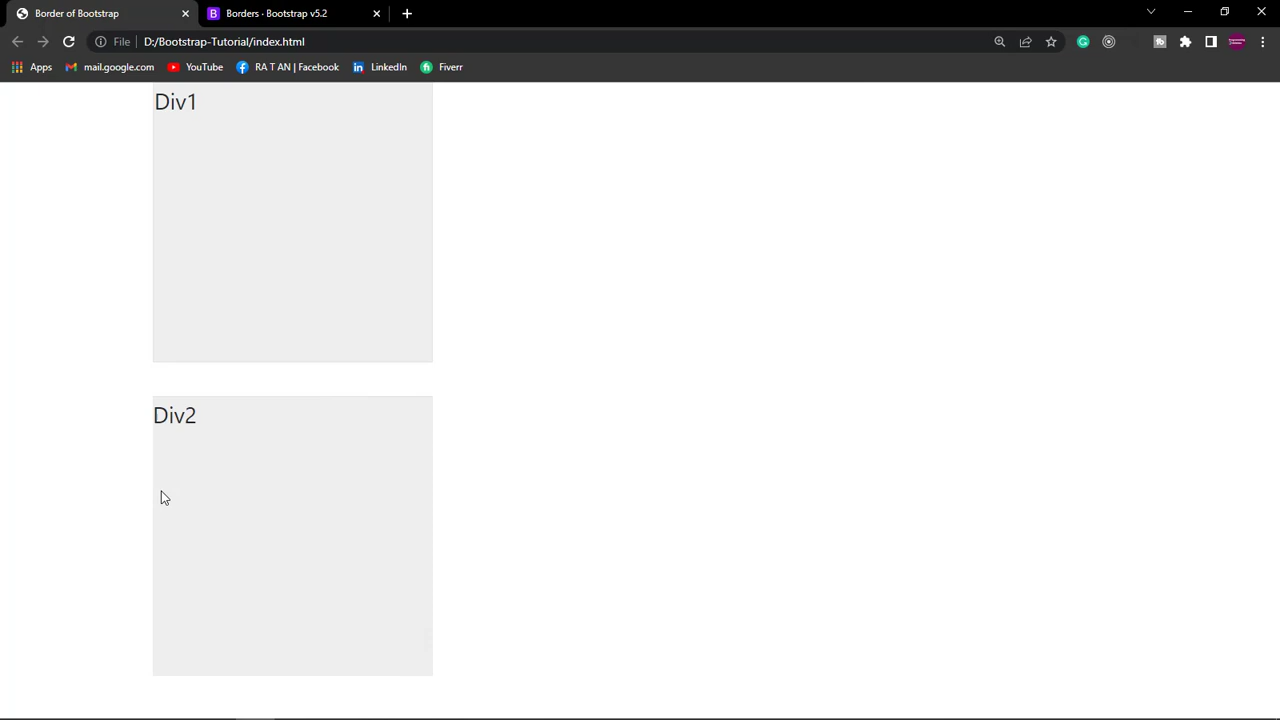 Border of Bootstrap
B Borders · Bootstrap v5.2
File D:/Bootstrap-Tutorial/index.html
Apps mail.google.com YouTube RA T AN | Facebook LinkedIn Fiverr
Div1
Div2